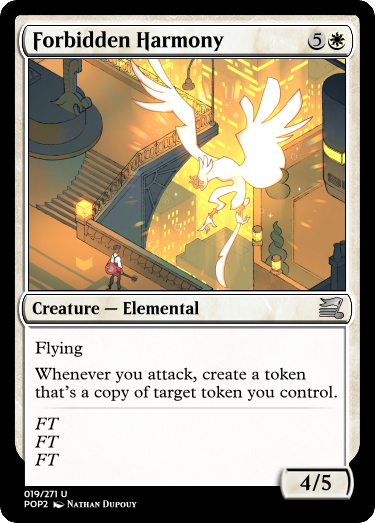 Forbidden Harmony 5
Creature — Elemental
Flying
Whenever you attack, create a token
that's a copy of target token you control.
FT
FT
FT
4/5
019/271 U
POP2 Nathan Dupouy